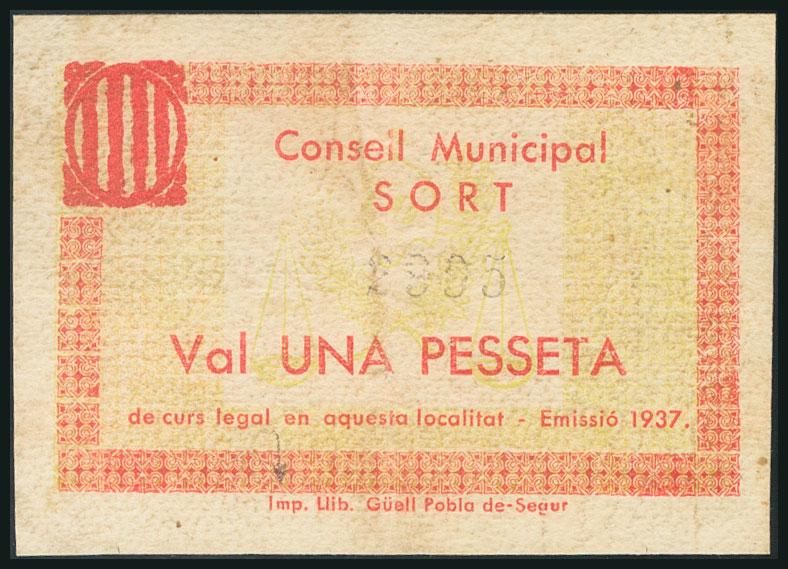 Consell Municipal
SORT
Val UNA PESSETA
de curs legal en aquesta localitat - Emissió 1937.
Imp. Llib. Güell Pobla de-Segur